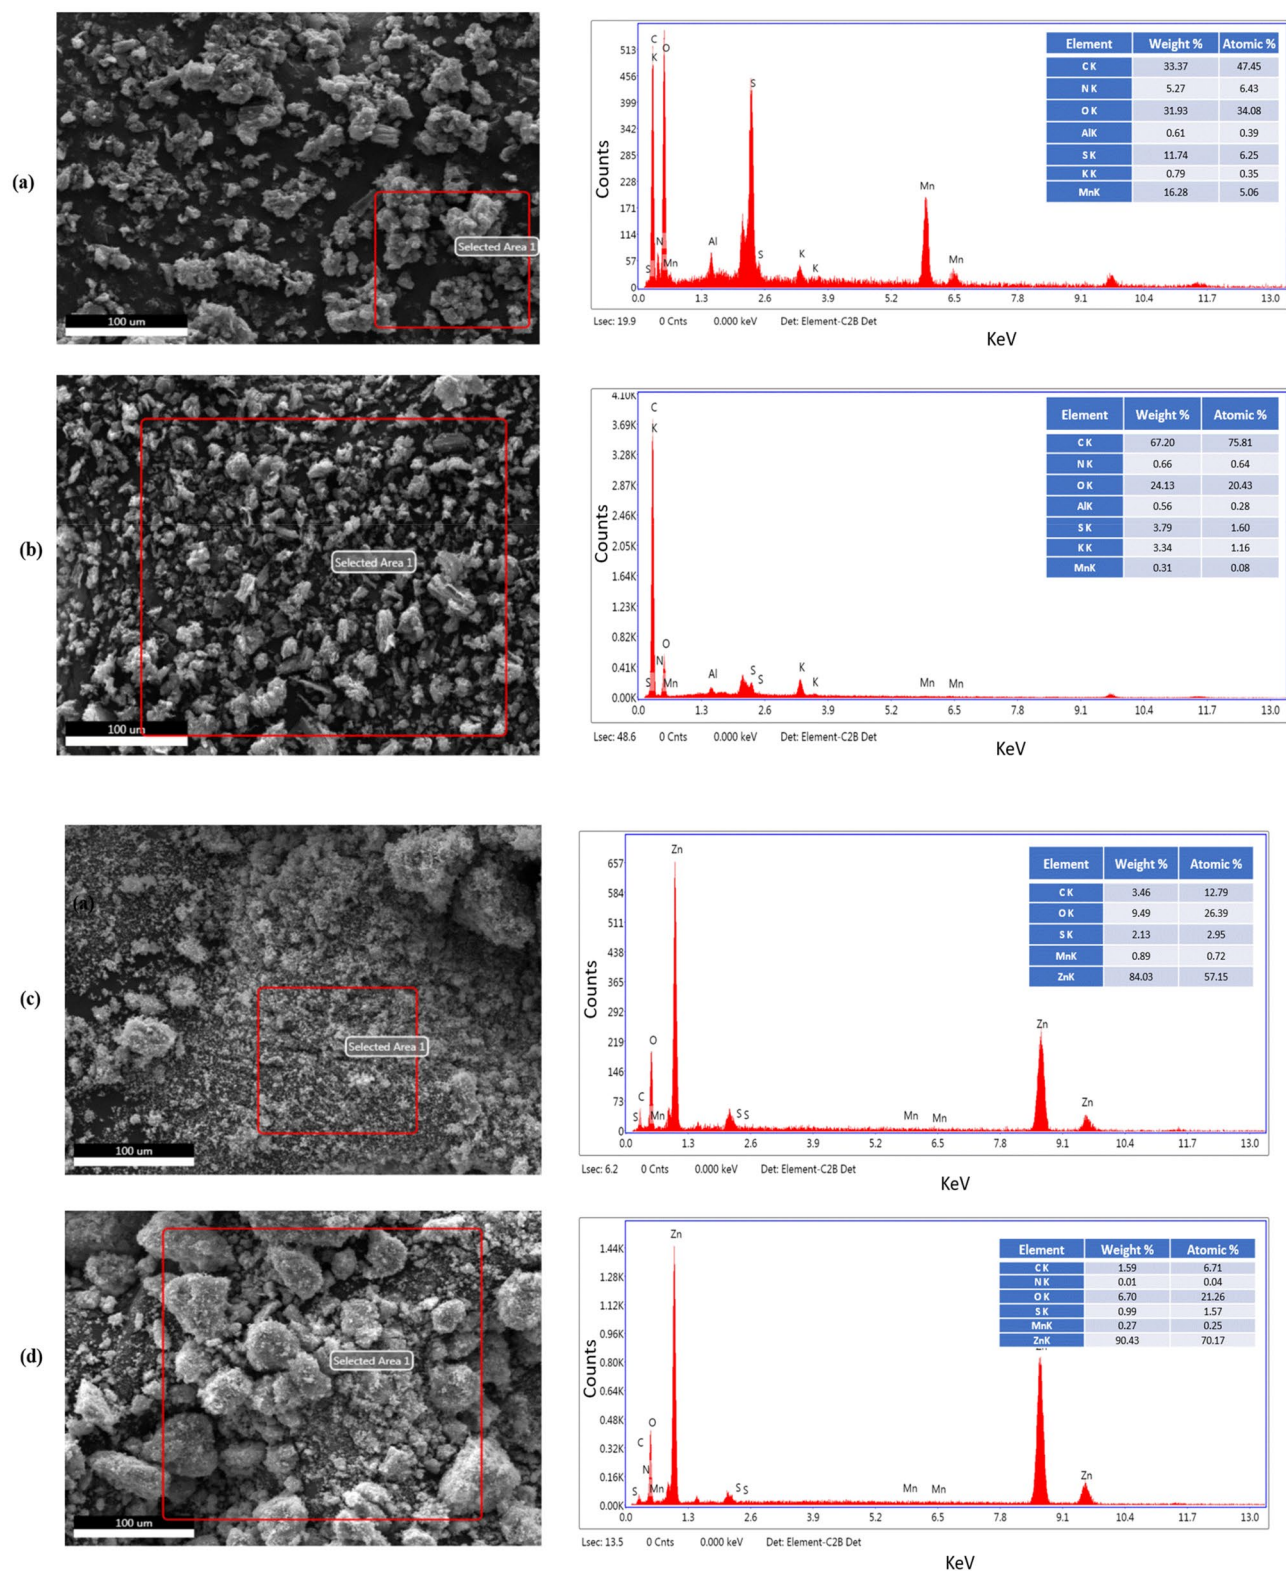 (a)
Selected Area 1
100 um
Counts
513
456
399
342
285
228
171
114
57
0
C
K
O
N
S
Mn
Al
S
S
K
K
Mn
Mn
0.0 1.3 2.6 3.9 5.2 6.5 7.8 9.1 10.4 11.7 13.0
Lsec: 19.9 0 Cnts 0.000 keV Det: Element-C2B Det
KeV
Element Weight % Atomic %
C K 33.37 47.45
N K 5.27 6.43
O K 31.93 34.08
AlK 0.61 0.39
S K 11.74 6.25
K K 0.79 0.35
MnK 16.28 5.06
(b)
Selected Area 1
100 um
Counts
4.10K
3.69K
3.28K
2.87K
2.46K
2.05K
1.64K
1.23K
0.82K
0.41K
0.00K
C
K
O
N
S
Mn
Al
S
S
K
K
Mn
Mn
0.0 1.3 2.6 3.9 5.2 6.5 7.8 9.1 10.4 11.7 13.0
Lsec: 48.6 0 Cnts 0.000 keV Det: Element-C2B Det
KeV
Element Weight % Atomic %
C K 67.20 75.81
N K 0.66 0.64
O K 24.13 20.43
AlK 0.56 0.28
S K 3.79 1.60
K K 3.34 1.16
MnK 0.31 0.08
(a)
(c)
Selected Area 1
100 um
Counts
657
584
511
438
365
292
219
146
73
0
Zn
O
C
S
Mn
S
S
Mn
Mn
Zn
Zn
0.0 1.3 2.6 3.9 5.2 6.5 7.8 9.1 10.4 11.7 13.0
Lsec: 6.2 0 Cnts 0.000 keV Det: Element-C2B Det
KeV
Element Weight % Atomic %
C K 3.46 12.79
O K 9.49 26.39
S K 2.13 2.95
MnK 0.89 0.72
ZnK 84.03 57.15
(d)
Selected Area 1
100 um
Counts
1.44K
1.28K
1.12K
0.96K
0.80K
0.64K
0.48K
0.32K
0.16K
0.00K
Zn
O
C
N
S
Mn
S
S
Mn
Mn
Zn
0.0 1.3 2.6 3.9 5.2 6.5 7.8 9.1 10.4 11.7 13.0
Lsec: 13.5 0 Cnts 0.000 keV Det: Element-C2B Det
KeV
Element Weight % Atomic %
C K 1.59 6.71
N K 0.01 0.04
O K 6.70 21.26
S K 0.99 1.57
MnK 0.27 0.25
ZnK 90.43 70.17